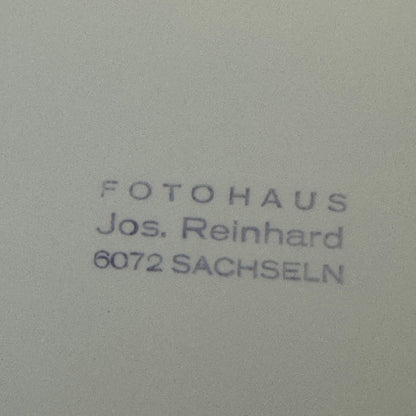 FOTOHAUS
Jos. Reinhard
6072 SACHSELN